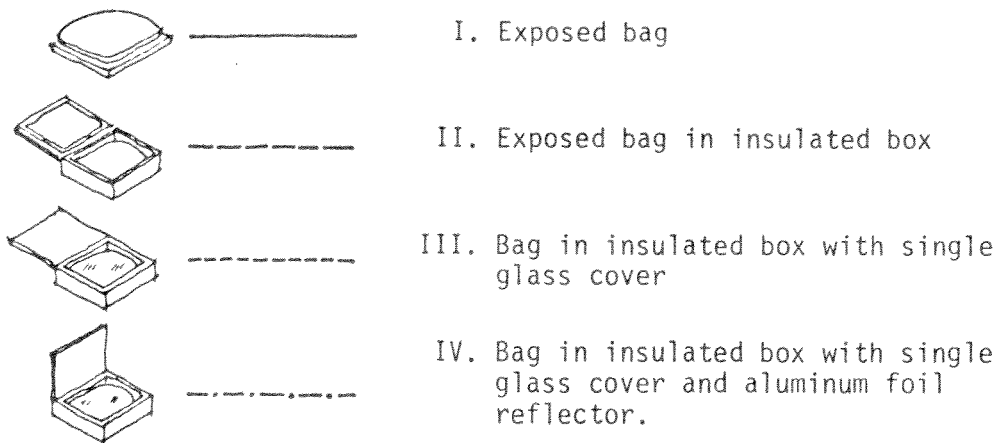 I. Exposed bag
II. Exposed bag in insulated box
III. Bag in insulated box with single
glass cover
IV. Bag in insulated box with single
glass cover and aluminum foil
reflector.